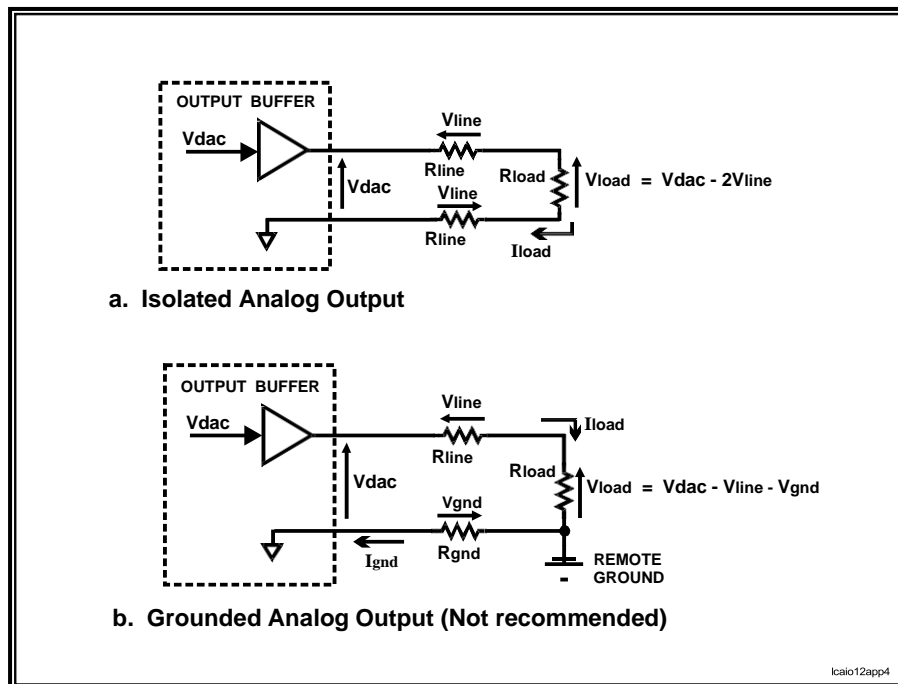 OUTPUT BUFFER
Vdac
Vline
Rline
Vdac
Rload
Vload = Vdac - 2Vline
Vline
Rline
Iload
a. Isolated Analog Output
OUTPUT BUFFER
Vdac
Vline
Iload
Rline
Rload
Vdac
Vload = Vdac - Vline - Vgnd
Vgnd
Ignd
Rgnd
REMOTE
GROUND
b. Grounded Analog Output (Not recommended)
lcaio12app4